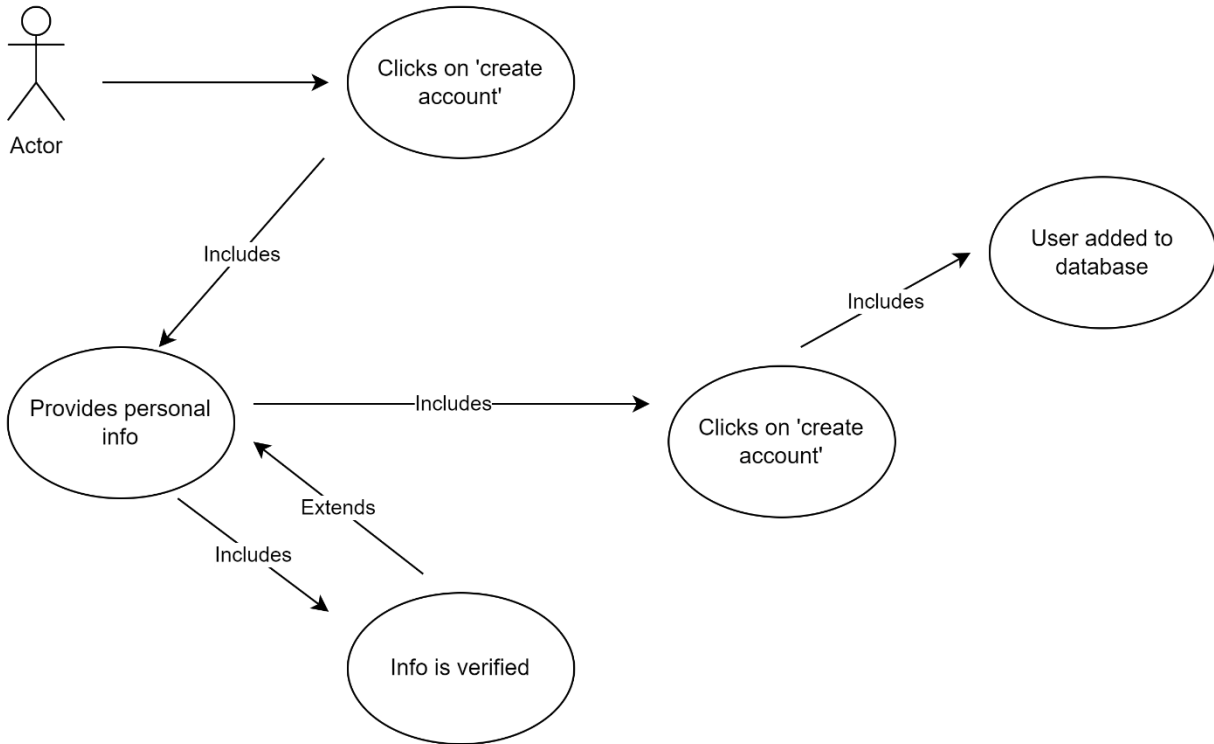 Clicks on 'create
account'
Actor
Includes
User added to
database
Includes
Provides personal
info
Includes
Clicks on 'create
account'
Extends
Includes
Info is verified